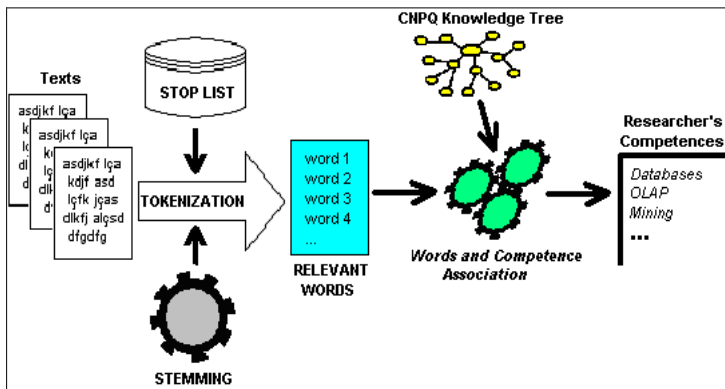 CNPQ Knowledge Tree
Texts
STOP LIST
asdjkf lça
asdjkf lça
asdjkf lça
kdjf asd
lçfk jças
dlkfj alçsd
dfgdfg
TOKENIZATION
word 1
word 2
word 3
word 4
...
RELEVANT
WORDS
STEMMING
Words and Competence
Association
Researcher's
Competences
Databases
OLAP
Mining
...